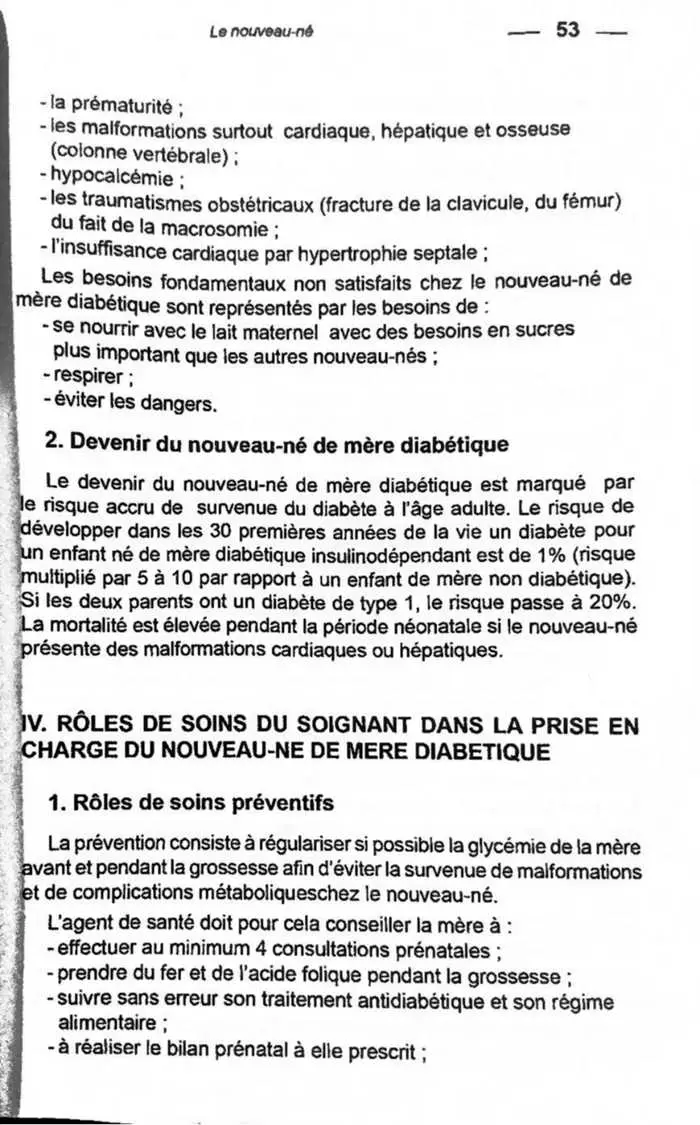 Le nouveau-né — 53 —
- la prématurité ;
- les malformations surtout cardiaque, hépatique et osseuse
(colonne vertébrale) ;
- hypocalcémie ;
- les traumatismes obstétricaux (fracture de la clavicule, du fémur)
du fait de la macrosomie ;
- l'insuffisance cardiaque par hypertrophie septale ;
Les besoins fondamentaux non satisfaits chez le nouveau-né de
mère diabétique sont représentés par les besoins de :
- se nourrir avec le lait maternel avec des besoins en sucres
plus important que les autres nouveau-nés ;
- respirer ;
- éviter les dangers.
2. Devenir du nouveau-né de mère diabétique
Le devenir du nouveau-né de mère diabétique est marqué par
le risque accru de survenue du diabète à l'âge adulte. Le risque de
développer dans les 30 premières années de la vie un diabète pour
un enfant né de mère diabétique insulinodépendant est de 1% (risque
multiplié par 5 à 10 par rapport à un enfant de mère non diabétique).
Si les deux parents ont un diabète de type 1, le risque passe à 20%.
La mortalité est élevée pendant la période néonatale si le nouveau-né
présente des malformations cardiaques ou hépatiques.
IV. RÔLES DE SOINS DU SOIGNANT DANS LA PRISE EN
CHARGE DU NOUVEAU-NE DE MERE DIABETIQUE
1. Rôles de soins préventifs
La prévention consiste à régulariser si possible la glycémie de la mère
avant et pendant la grossesse afin d'éviter la survenue de malformations
et de complications métaboliqueschez le nouveau-né.
L'agent de santé doit pour cela conseiller la mère à :
- effectuer au minimum 4 consultations prénatales ;
- prendre du fer et de l'acide folique pendant la grossesse ;
- suivre sans erreur son traitement antidiabétique et son régime
alimentaire ;
- à réaliser le bilan prénatal à elle prescrit ;